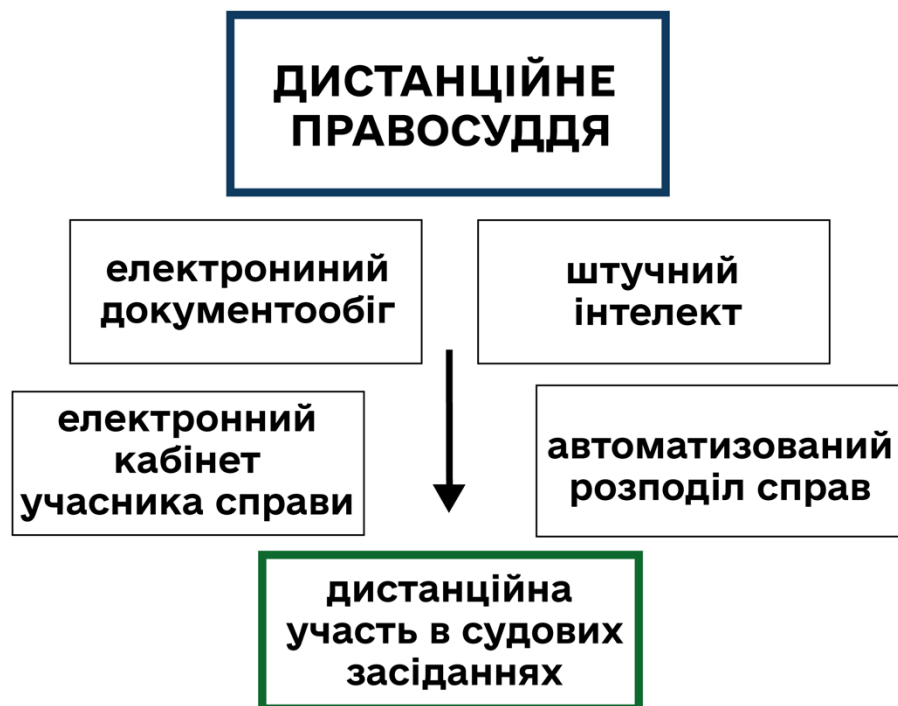 ДИСТАНЦІЙНЕ
ПРАВОСУДДЯ
електрониний
документообіг
штучний
інтелект
електронний
кабінет
учасника справи
автоматизований
розподіл справ
дистанційна
участь в судових
засіданнях